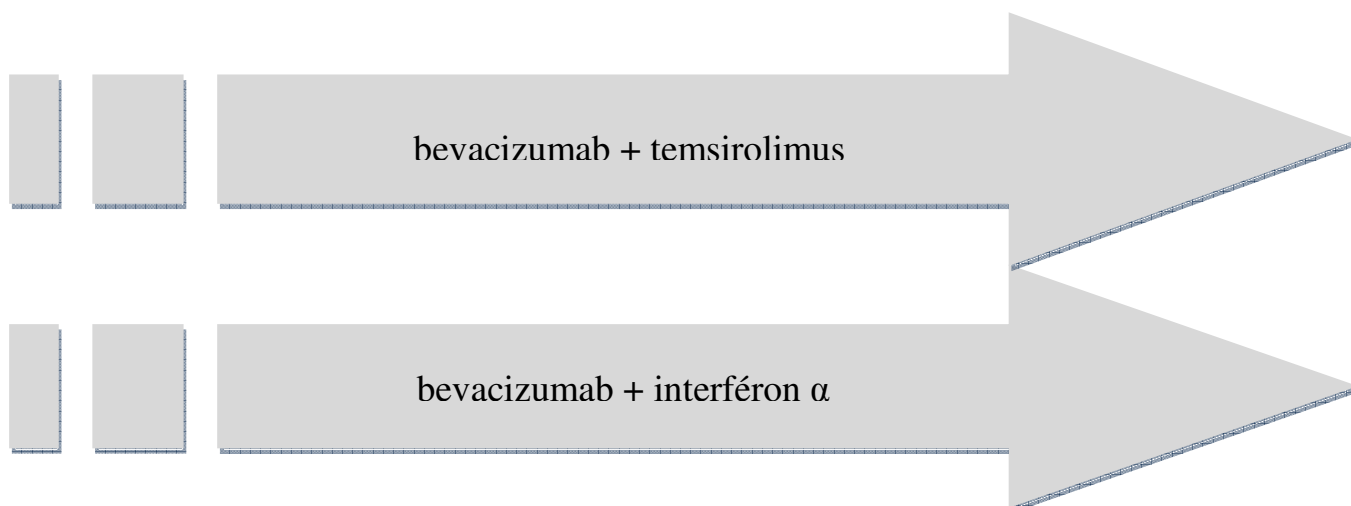 bevacizumab + temsirolimus
bevacizumab + interféron α